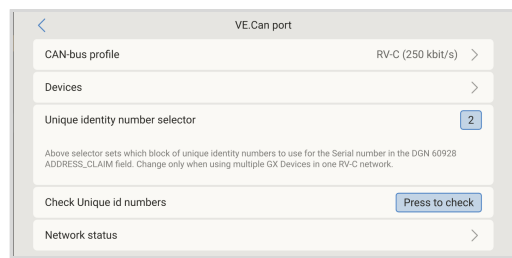 VE.Can port
CAN-bus profile RV-C (250 kbit/s)
Devices
Unique identity number selector 2
Above selector sets which block of unique identity numbers to use for the Serial number in the DGN 60928
ADDRESS_CLAIM field. Change only when using multiple GX Devices in one RV-C network.
Check Unique id numbers Press to check
Network status